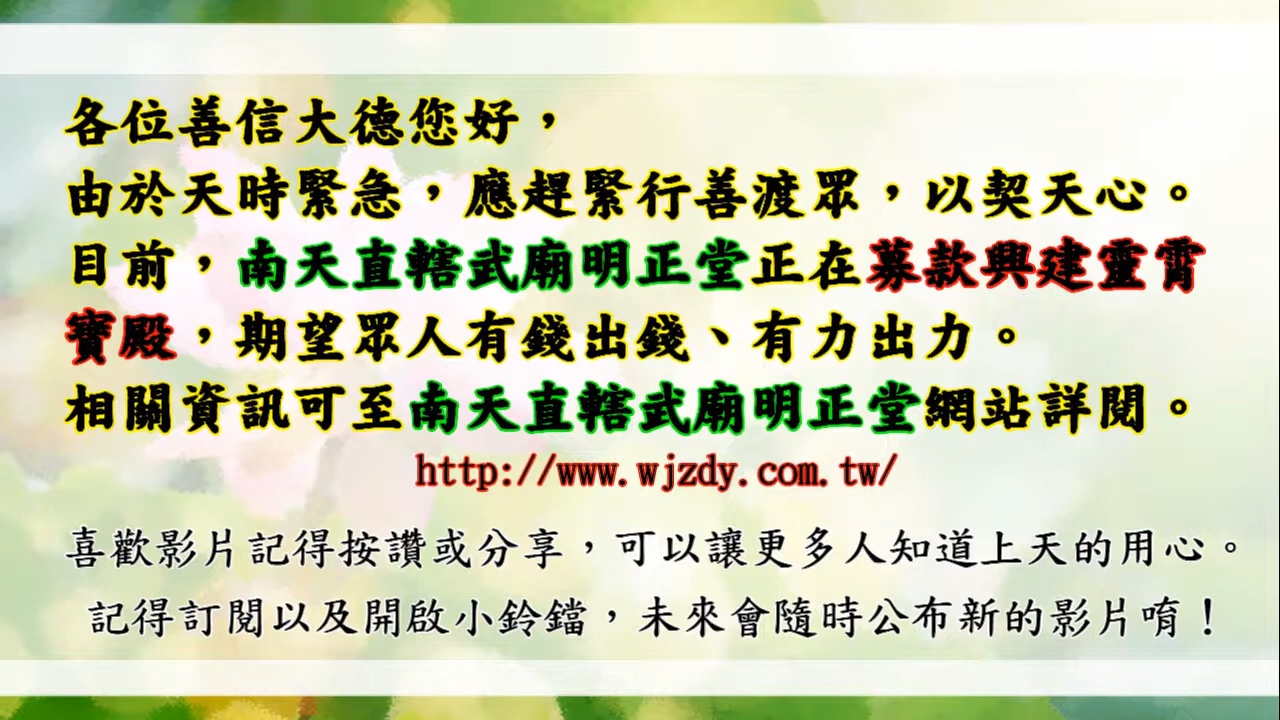 各位善信大德您好，
由於天時緊急，應趕緊行善渡眾，以契天心。
目前，南天直轄武廟明正堂正在募款興建靈霄
寶殿，期望眾人有錢出錢、有力出力。
相關資訊可至南天直轄武廟明正堂網站詳閱。
http://www.wjzdy.com.tw/
喜歡影片記得按讚或分享，可以讓更多人知道上天的用心。
記得訂閱以及開啟小鈴鐺，未來會隨時公布新的影片唷！